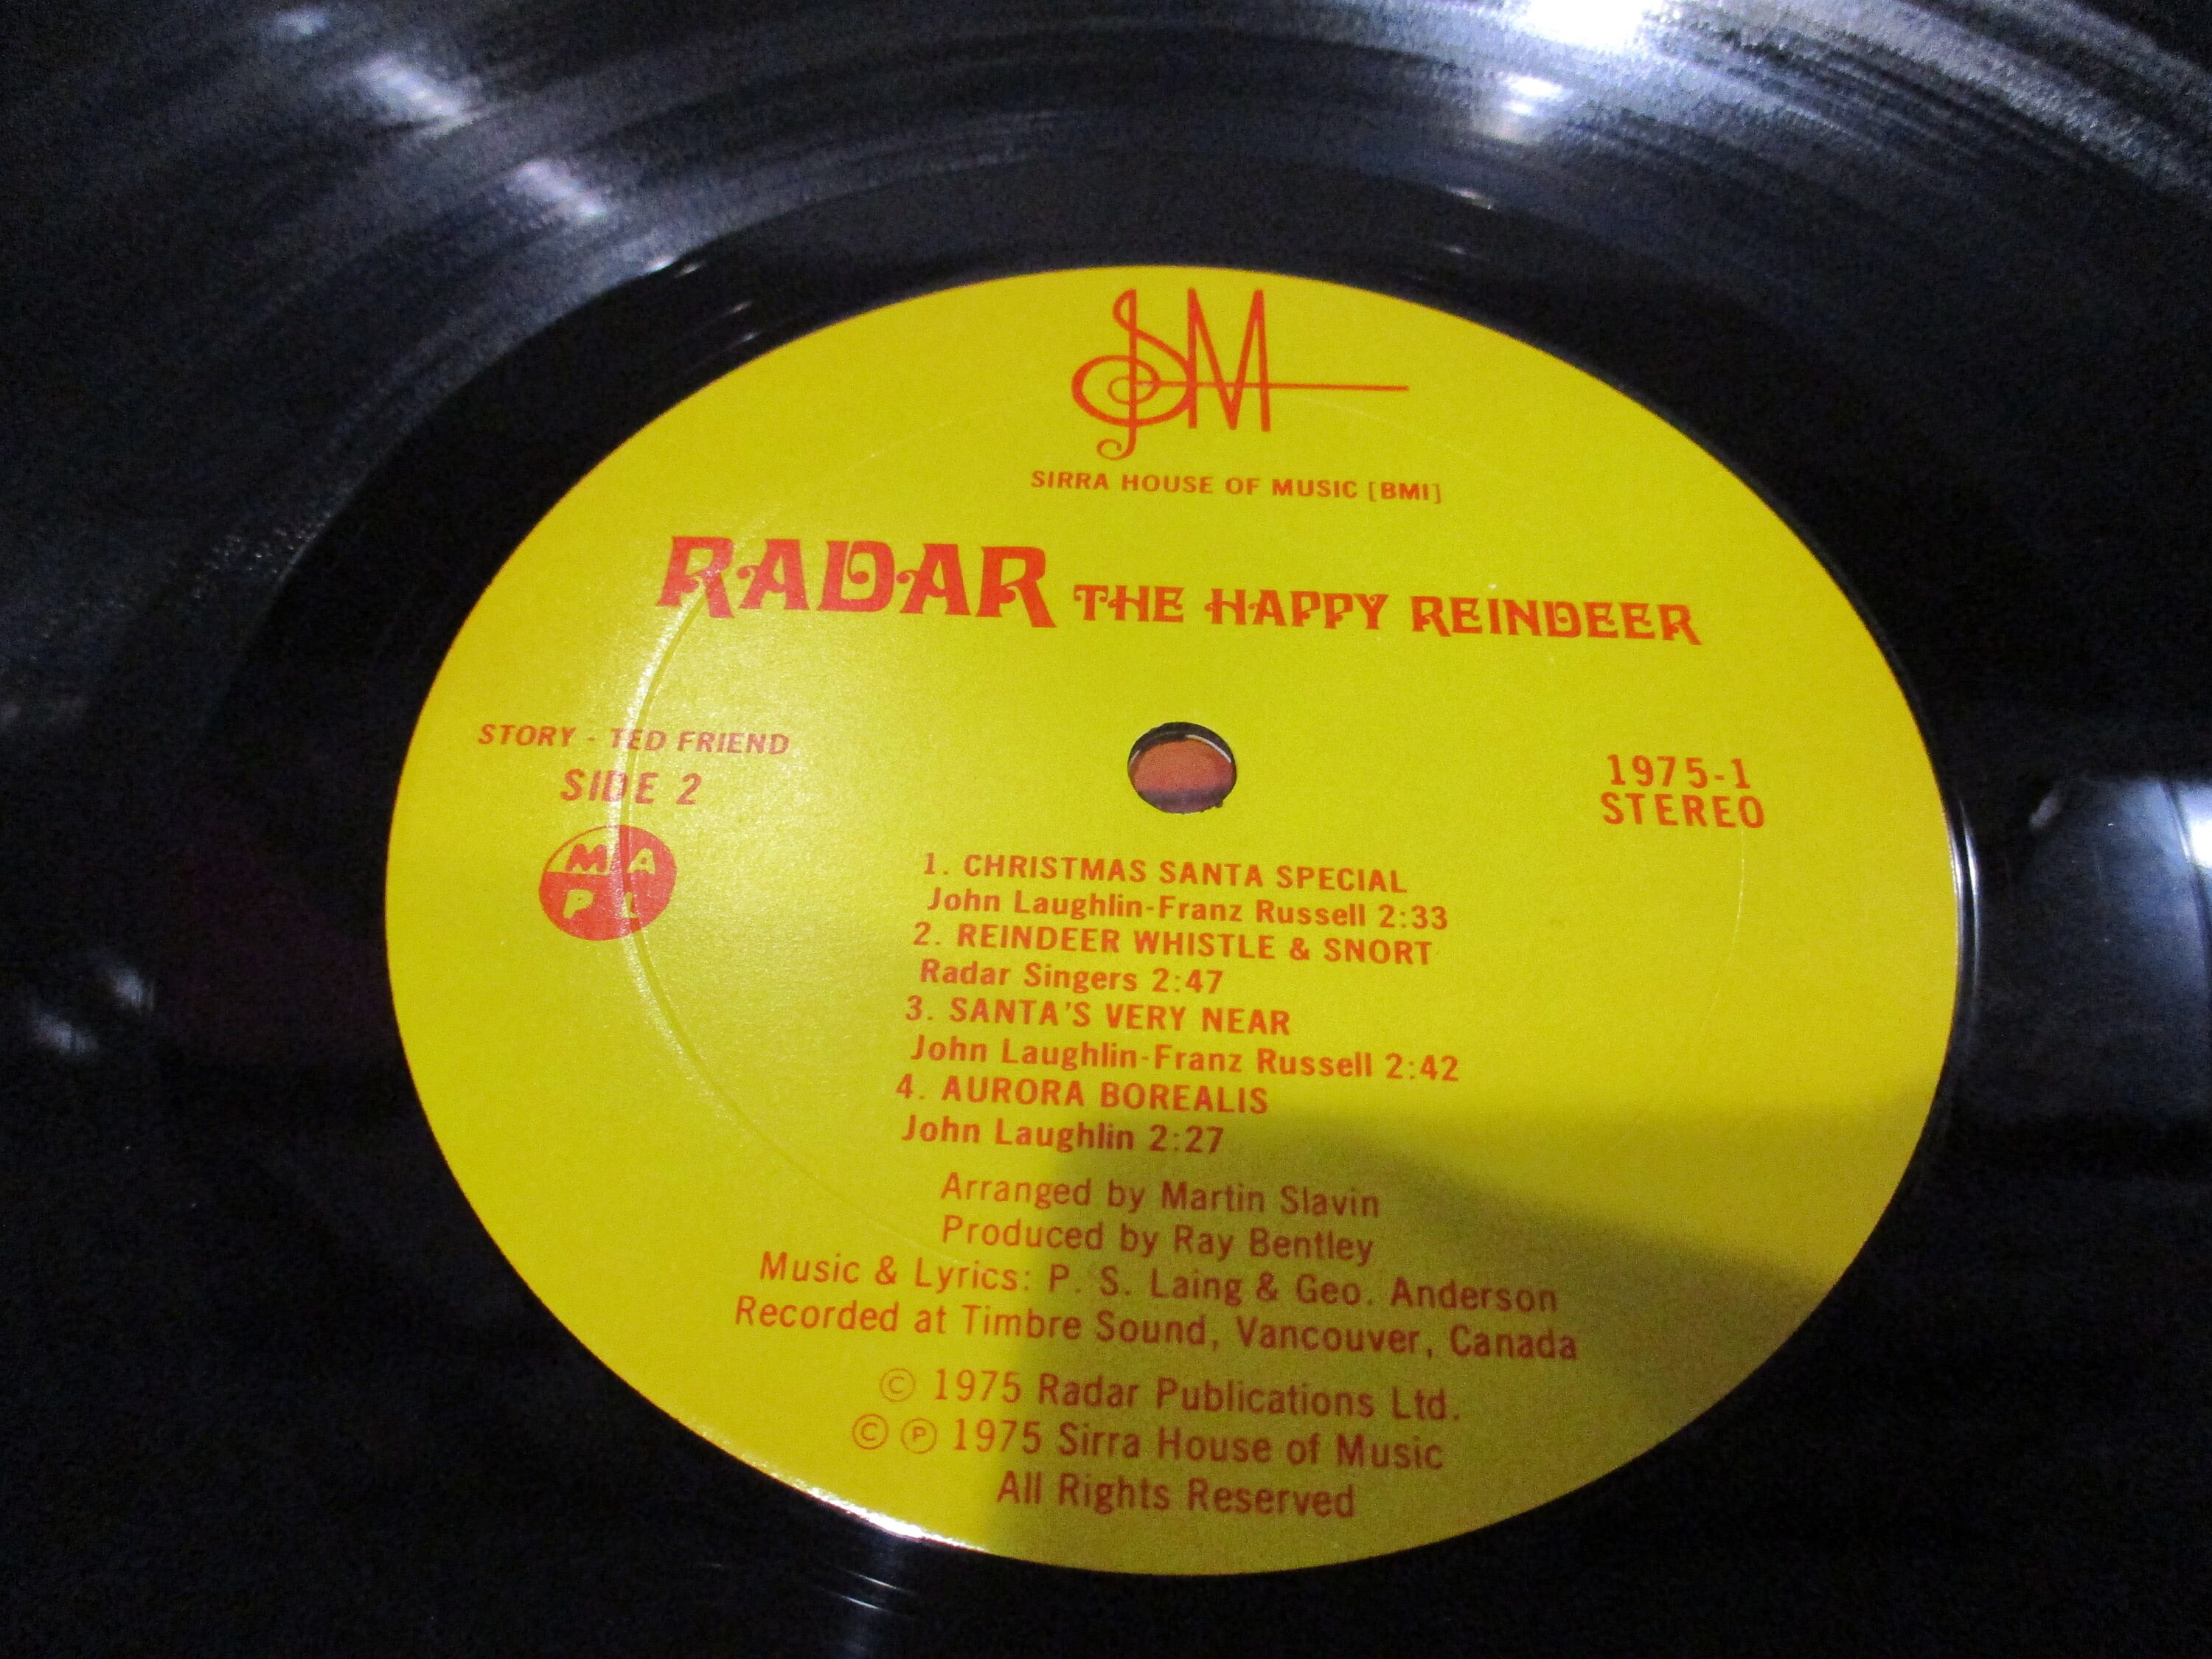 SM
SIRRA HOUSE OF MUSIC [BMI]
RADAR THE HAPPY REINDEER
STORY - TED FRIEND
SIDE 2
M A
P L
1975-1
STEREO
1. CHRISTMAS SANTA SPECIAL
John Laughlin-Franz Russell 2:33
2. REINDEER WHISTLE & SNORT
Radar Singers 2:47
3. SANTA'S VERY NEAR
John Laughlin-Franz Russell 2:42
4. AURORA BOREALIS
John Laughlin 2:27
Arranged by Martin Slavin
Produced by Ray Bentley
Music & Lyrics: P. S. Laing & Geo. Anderson
Recorded at Timbre Sound, Vancouver, Canada
© 1975 Radar Publications Ltd.
© ℗ 1975 Sirra House of Music
All Rights Reserved